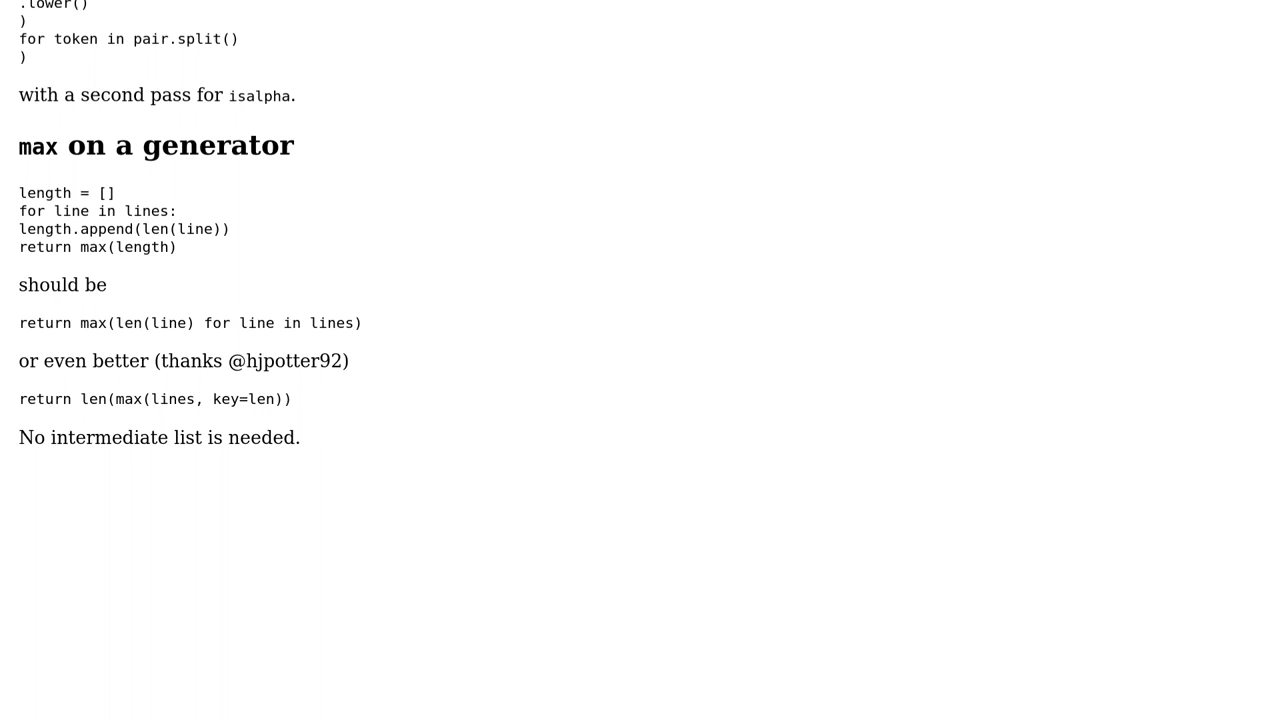 .lower()
)
for token in pair.split()
)
with a second pass for isalpha.
max on a generator
length = []
for line in lines:
length.append(len(line))
return max(length)
should be
return max(len(line) for line in lines)
or even better (thanks @hjpotter92)
return len(max(lines, key=len))
No intermediate list is needed.